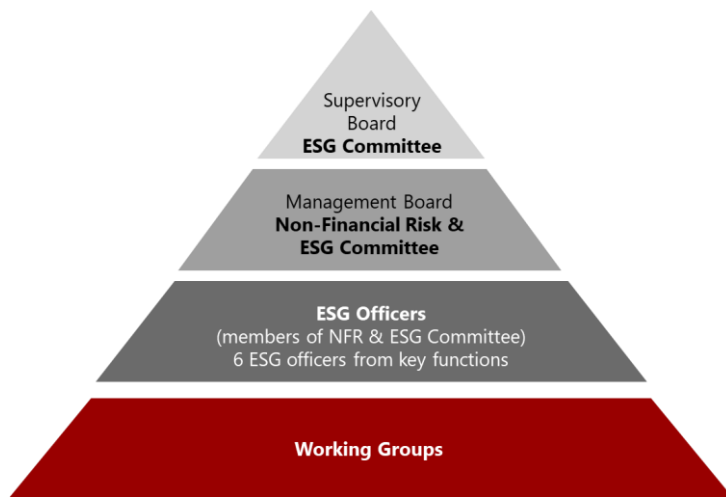 Supervisory
Board
ESG Committee
Management Board
Non-Financial Risk &
ESG Committee
ESG Officers
(members of NFR & ESG Committee)
6 ESG officers from key functions
Working Groups